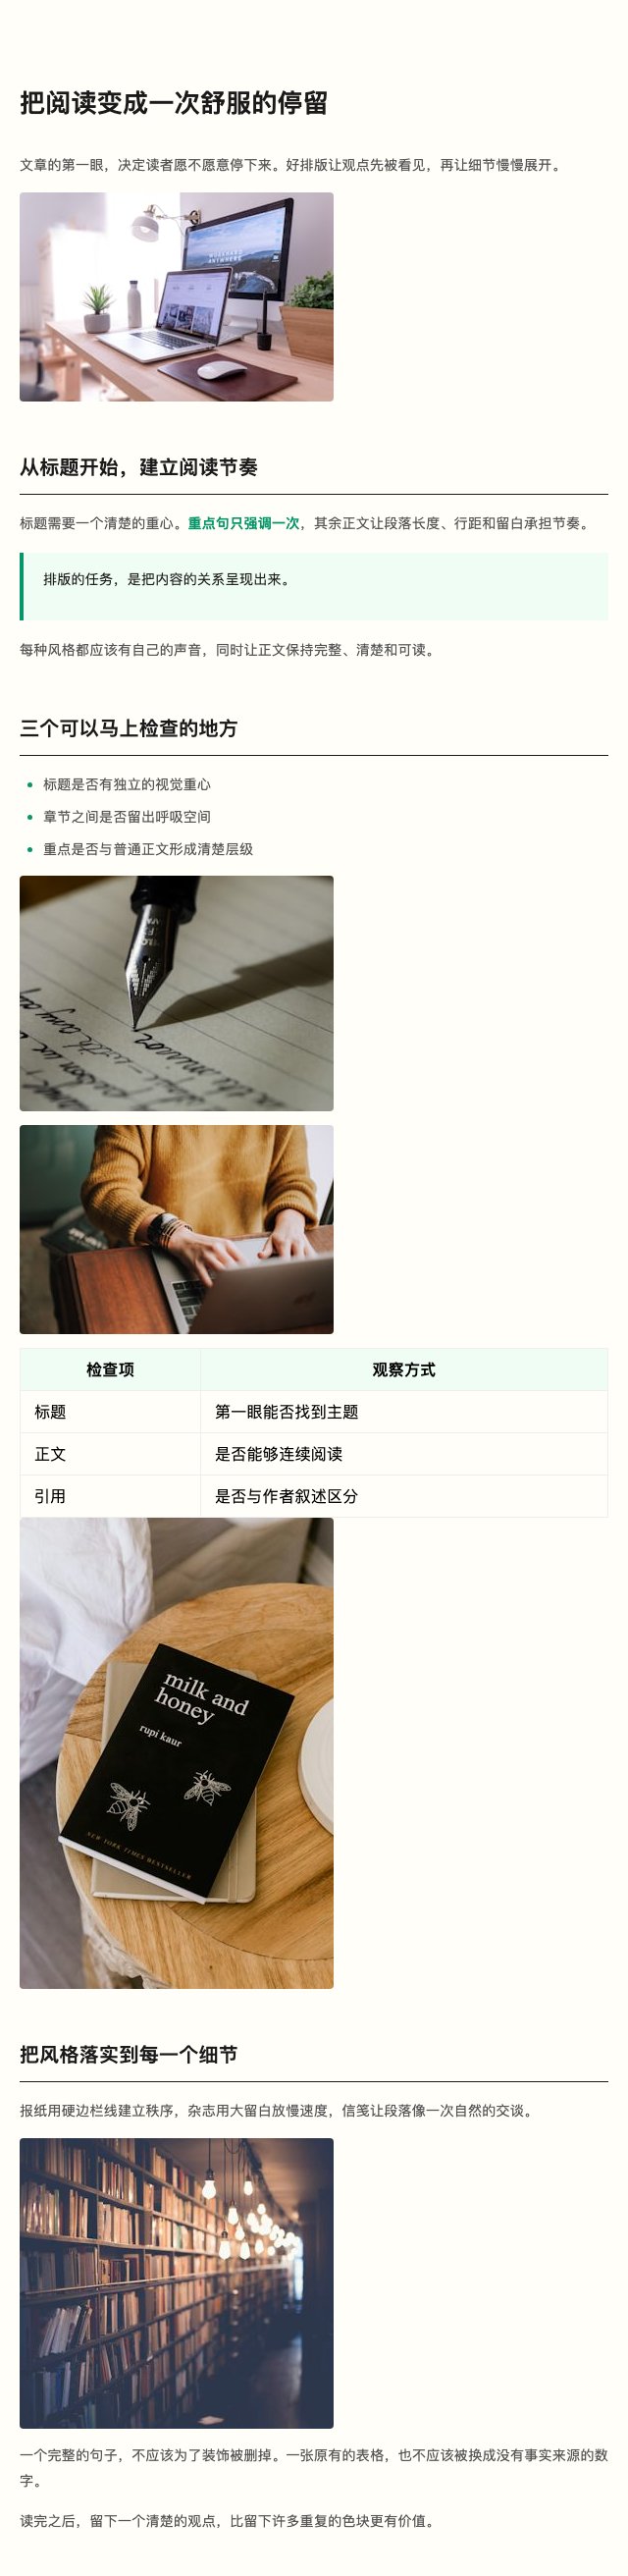 把阅读变成一次舒服的停留
文章的第一眼，决定读者愿不愿意停下来。好排版让观点先被看见，再让细节慢慢展开。
从标题开始，建立阅读节奏
标题需要一个清楚的重心。重点句只强调一次，其余正文让段落长度、行距和留白承担节奏。
排版的任务，是把内容的关系呈现出来。
每种风格都应该有自己的声音，同时让正文保持完整、清楚和可读。
三个可以马上检查的地方
标题是否有独立的视觉重心
章节之间是否留出呼吸空间
重点是否与普通正文形成清楚层级
检查项 观察方式
标题 第一眼能否找到主题
正文 是否能够连续阅读
引用 是否与作者叙述区分
milk and
honey
rupi kaur
NEW YORK TIMES BESTSELLER
把风格落实到每一个细节
报纸用硬边栏线建立秩序，杂志用大留白放慢速度，信笺让段落像一次自然的交谈。
一个完整的句子，不应该为了装饰被删掉。一张原有的表格，也不应该被换成没有事实来源的数
字。
读完之后，留下一个清楚的观点，比留下许多重复的色块更有价值。